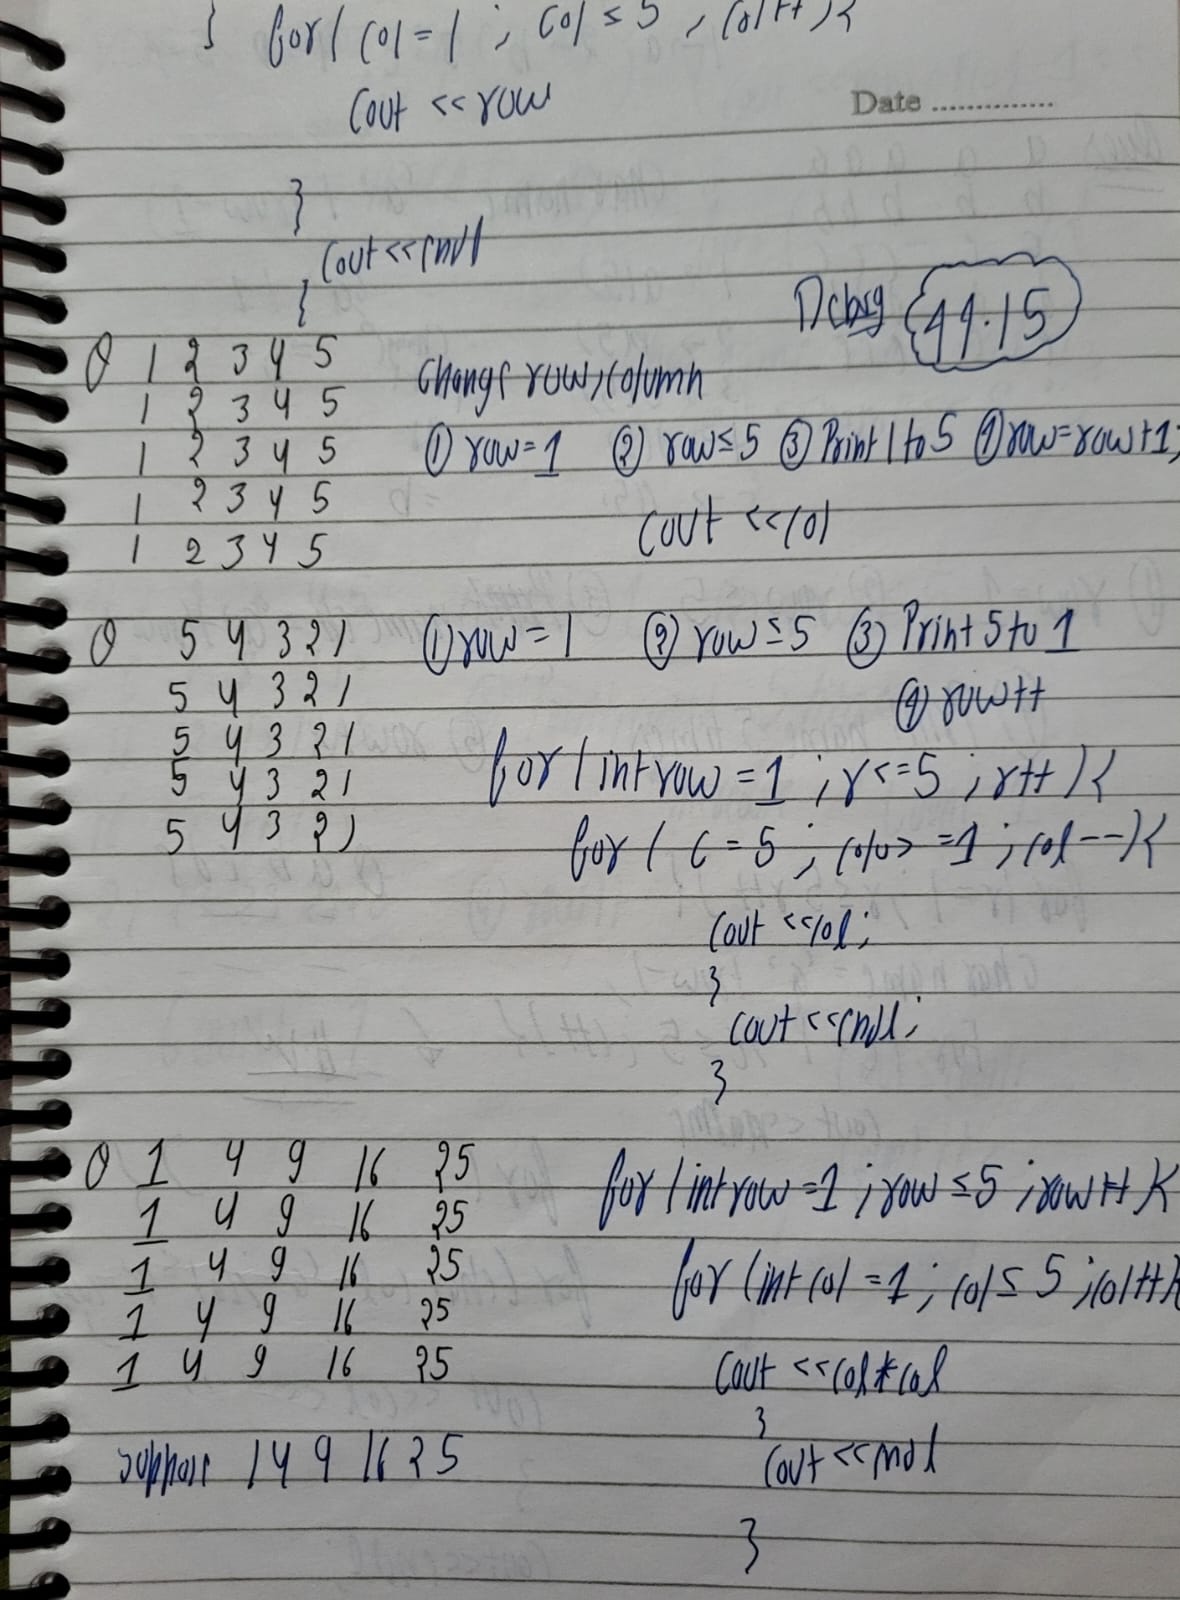 } for( col = 1 ; col ≤ 5 , col++ ){
cout << row
Date ..............
}
cout << endl
{
Debug 44.15
Q 1 2 3 4 5
1 2 3 4 5
1 2 3 4 5
1 2 3 4 5
1 2 3 4 5
Change row, column
① row = 1 ② row ≤ 5 ③ Print 1 to 5 ④ row = row + 1;
cout << col
Q 5 4 3 2 1
5 4 3 2 1
5 4 3 2 1
5 4 3 2 1
5 4 3 2 1
① row = 1 ② row ≤ 5 ③ Print 5 to 1
④ row++
for ( int row = 1 ; r <= 5 ; r++ ) {
for ( c = 5 ; >= 1 ; col-- ) {
cout << col;
}
cout << endl;
}
Q 1 4 9 16 25
1 4 9 16 25
1 4 9 16 25
1 4 9 16 25
1 4 9 16 25
for ( int row = 1 ; row ≤ 5 ; row++ {
for ( int col = 1 ; col ≤ 5 ; col++ ){
cout << col * col
}
cout << endl
}
suppose 1 4 9 16 25